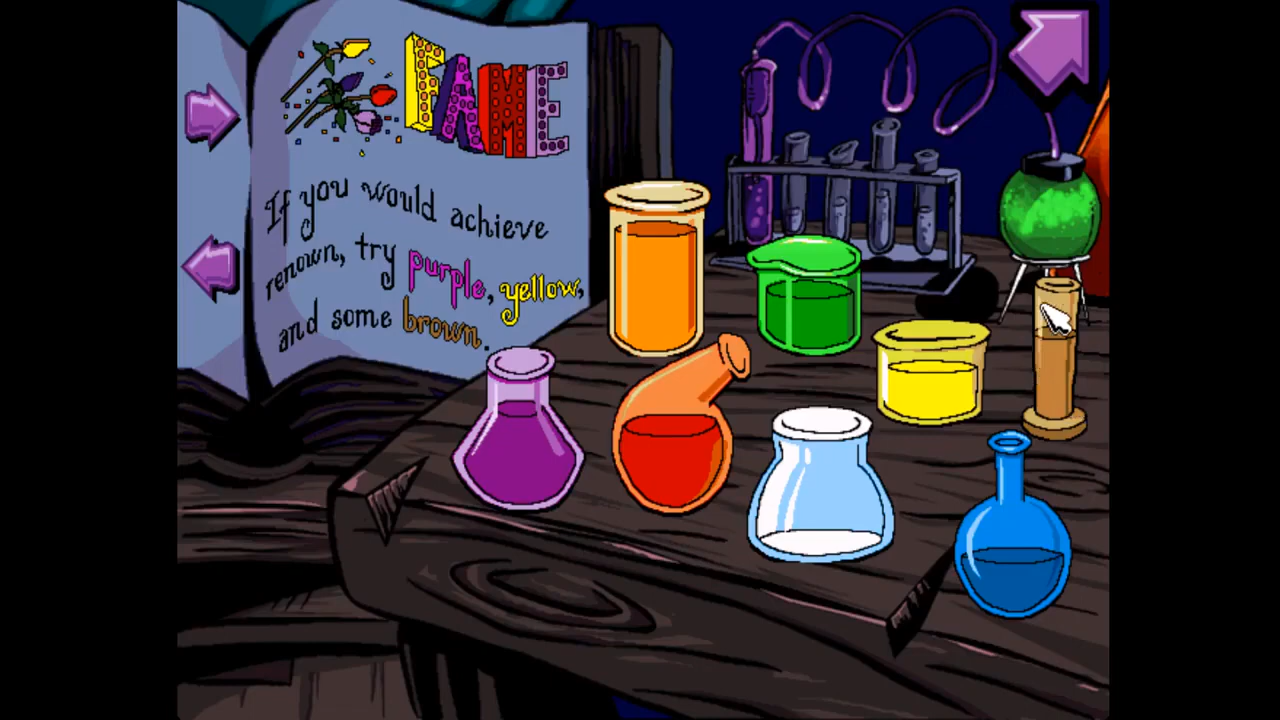 FAME
If you would achieve
renown, try purple, yellow,
and some brown.